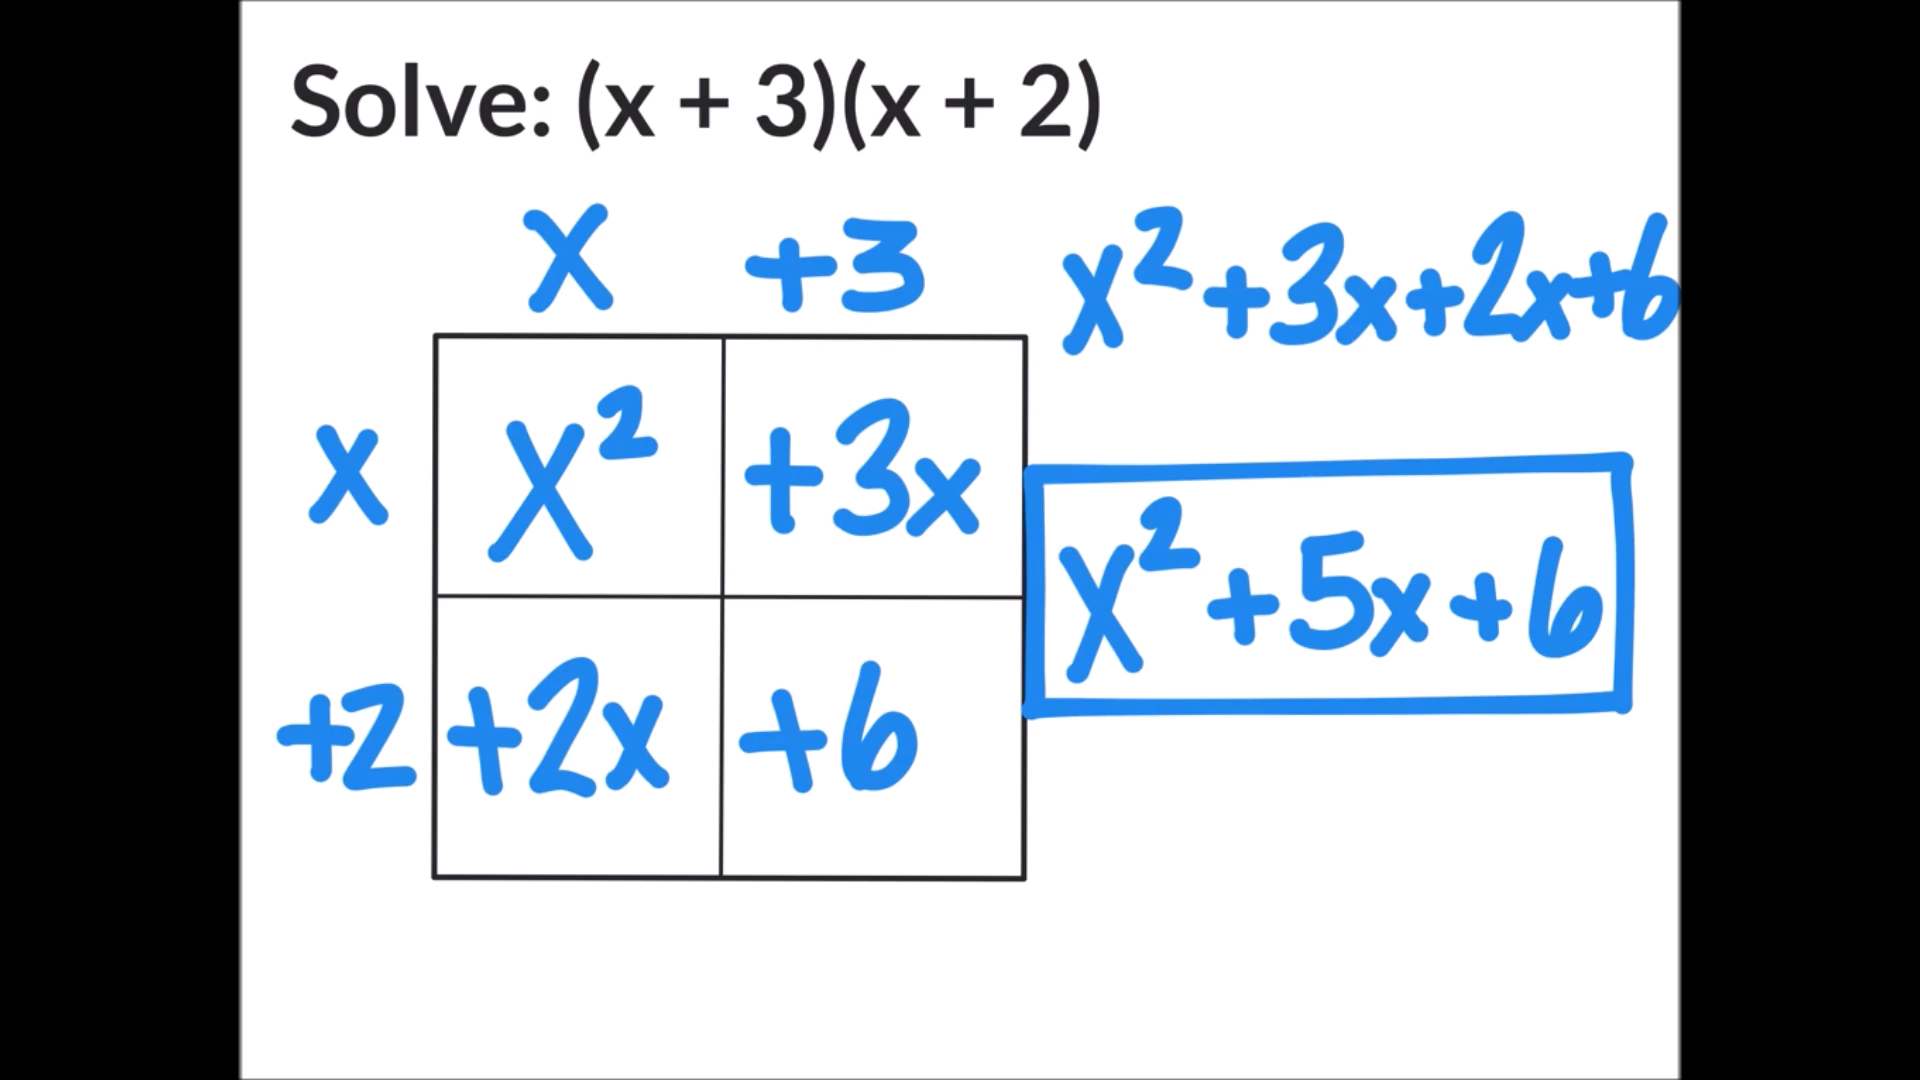 Solve: (x + 3)(x + 2)
x +3
x²+3x+2x+6
x x² +3x
x²+5x+6
+2 +2x +6